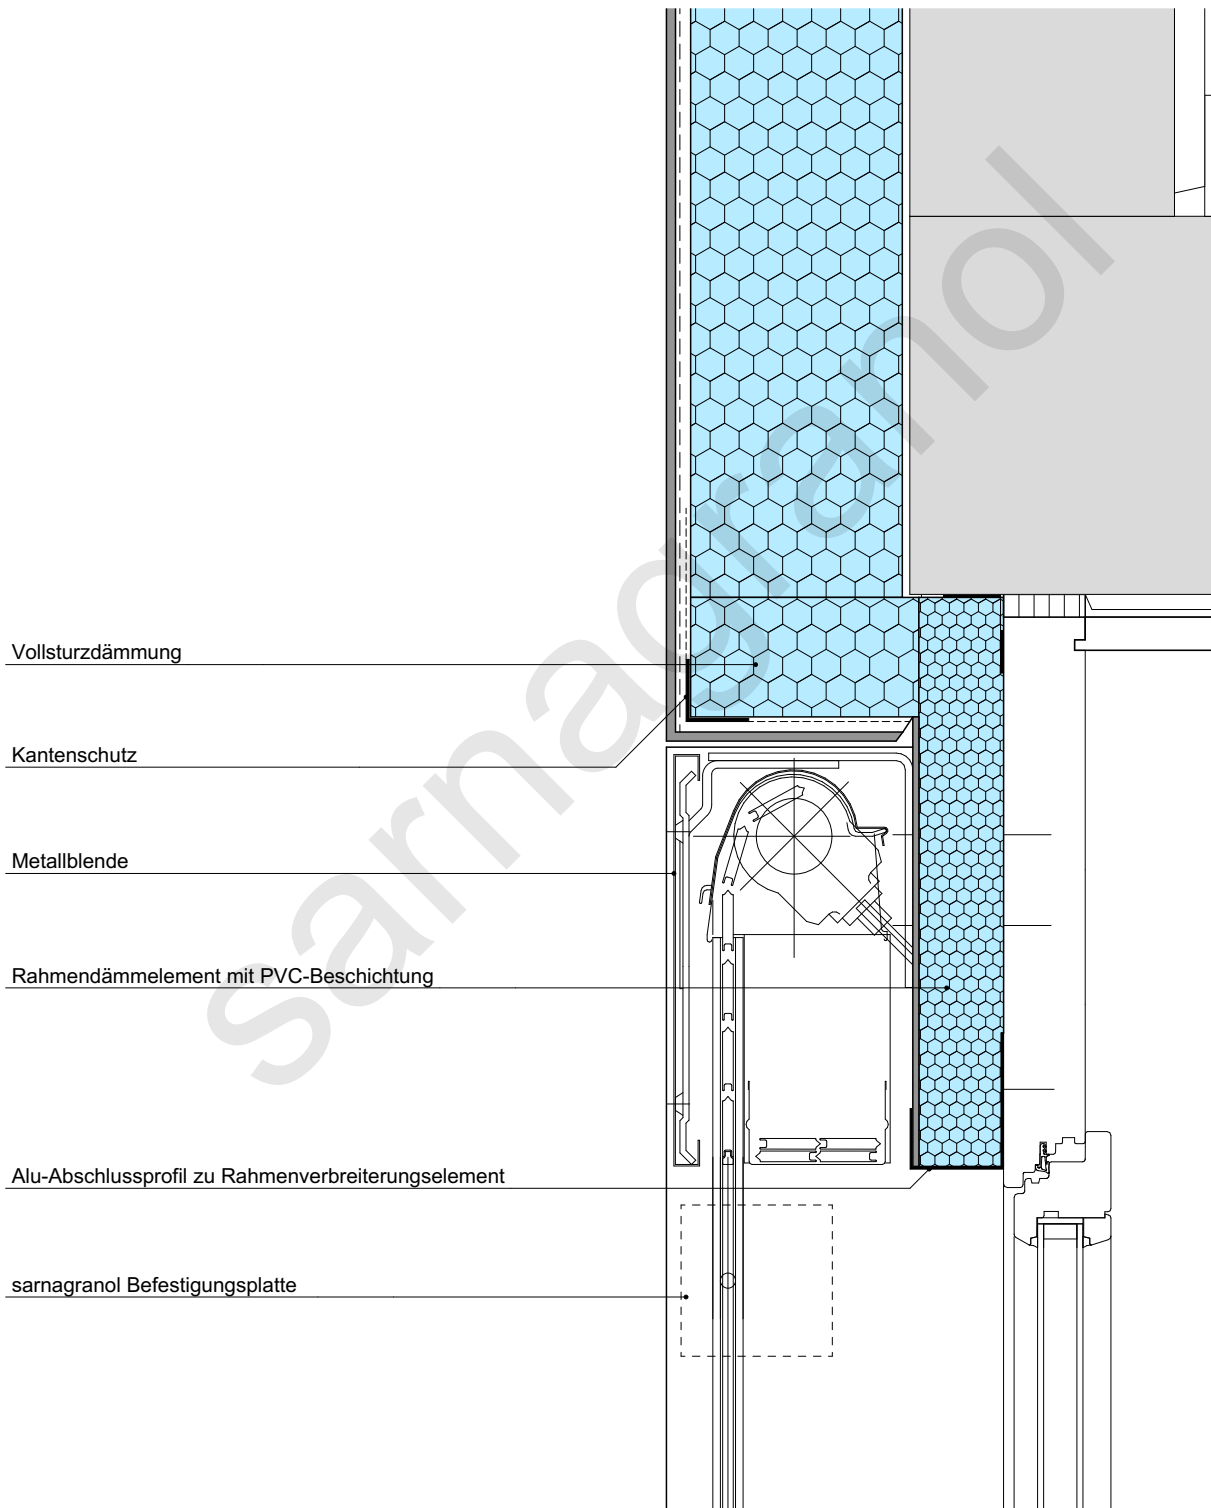 Vollsturzdämmung
Kantenschutz
Metallblende
Rahmendämmelement mit PVC-Beschichtung
Alu-Abschlussprofil zu Rahmenverbreiterungselement
sarnagranol Befestigungsplatte
sarnagranol